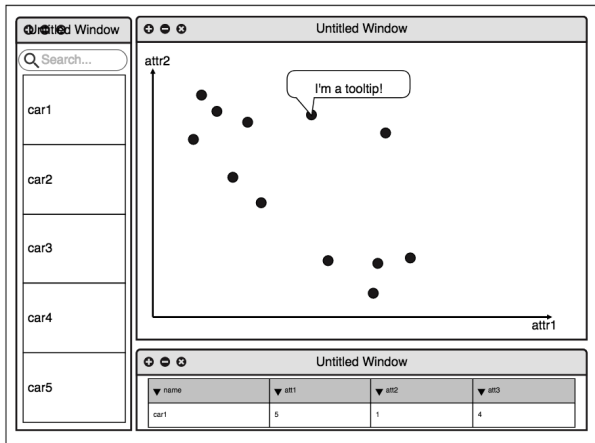 Untitled Window
Search...
car1
car2
car3
car4
car5
Untitled Window
attr2
I'm a tooltip!
attr1
Untitled Window
name att1 att2 att3
car1 5 1 4